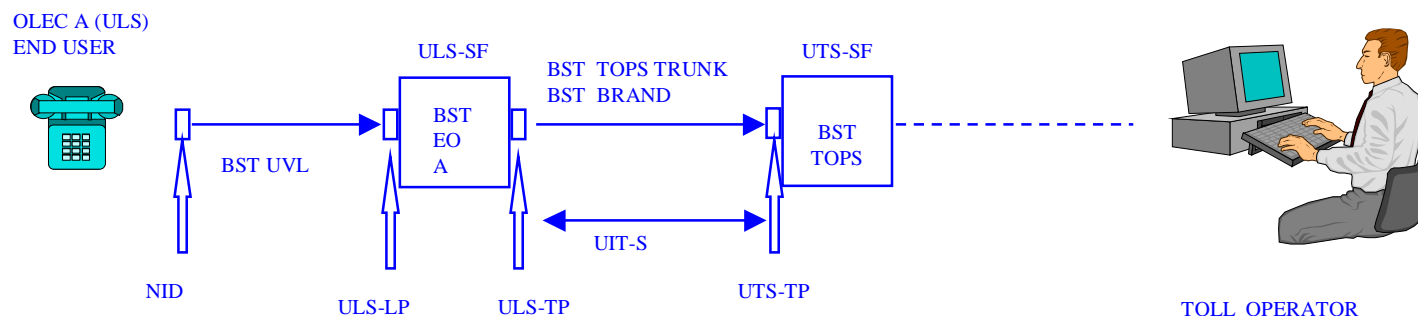 OLEC A (ULS)
END USER
ULS-SF
UTS-SF
BST TOPS TRUNK
BST BRAND
BST
EO
A
BST
TOPS
BST UVL
UIT-S
NID
ULS-LP
ULS-TP
UTS-TP
TOLL OPERATOR